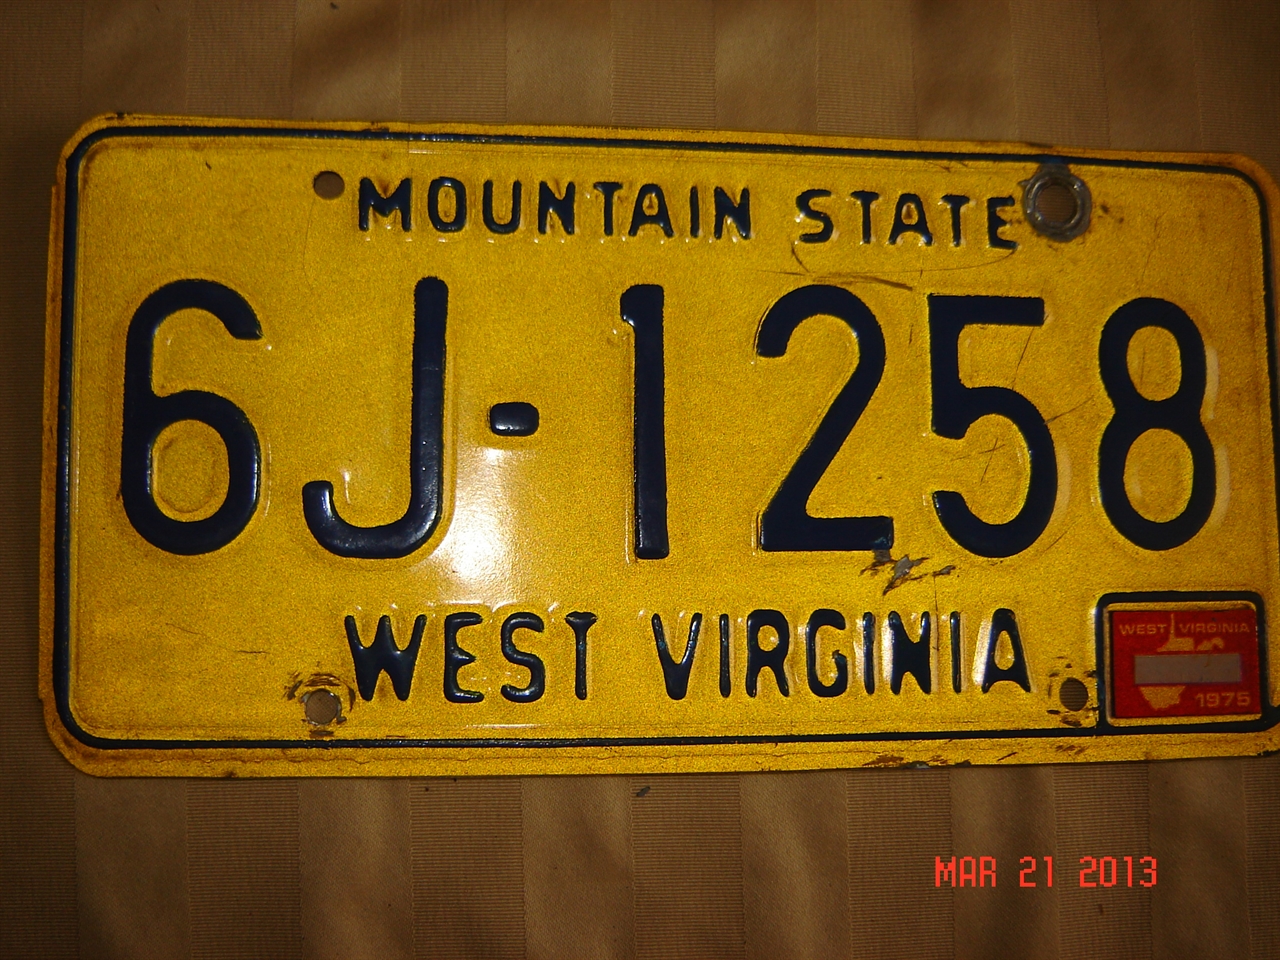 MOUNTAIN STATE
6J-1258
WEST VIRGINIA
WEST VIRGINIA
1975
MAR 21 2013